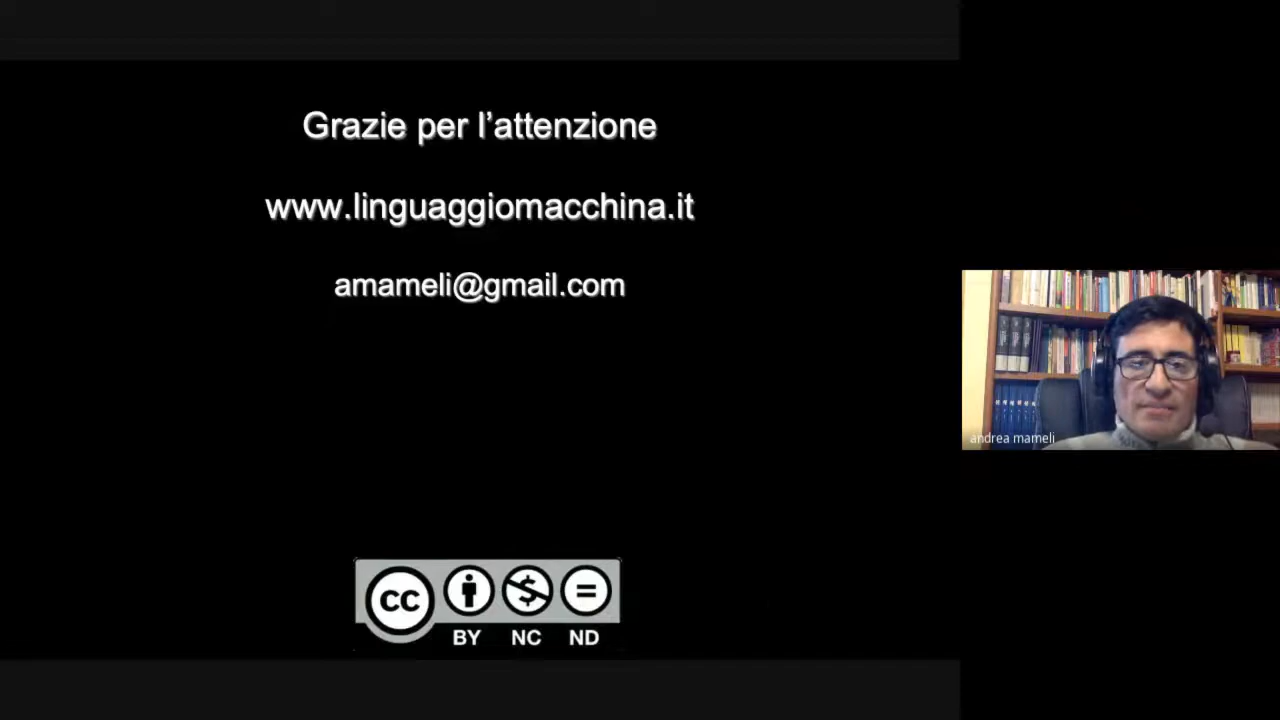 Grazie per l’attenzione
www.linguaggiomacchina.it
amameli@gmail.com
andrea mameli
CC
BY NC ND